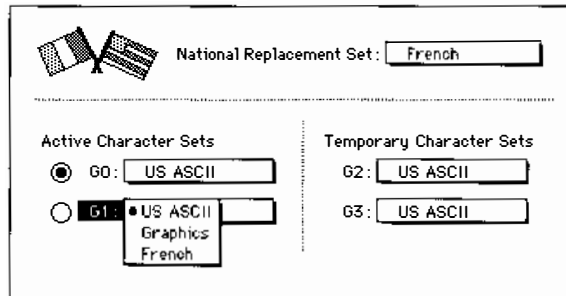 National Replacement Set: French
Active Character Sets
G0: US ASCII
G1: US ASCII
Graphics
French
Temporary Character Sets
G2: US ASCII
G3: US ASCII